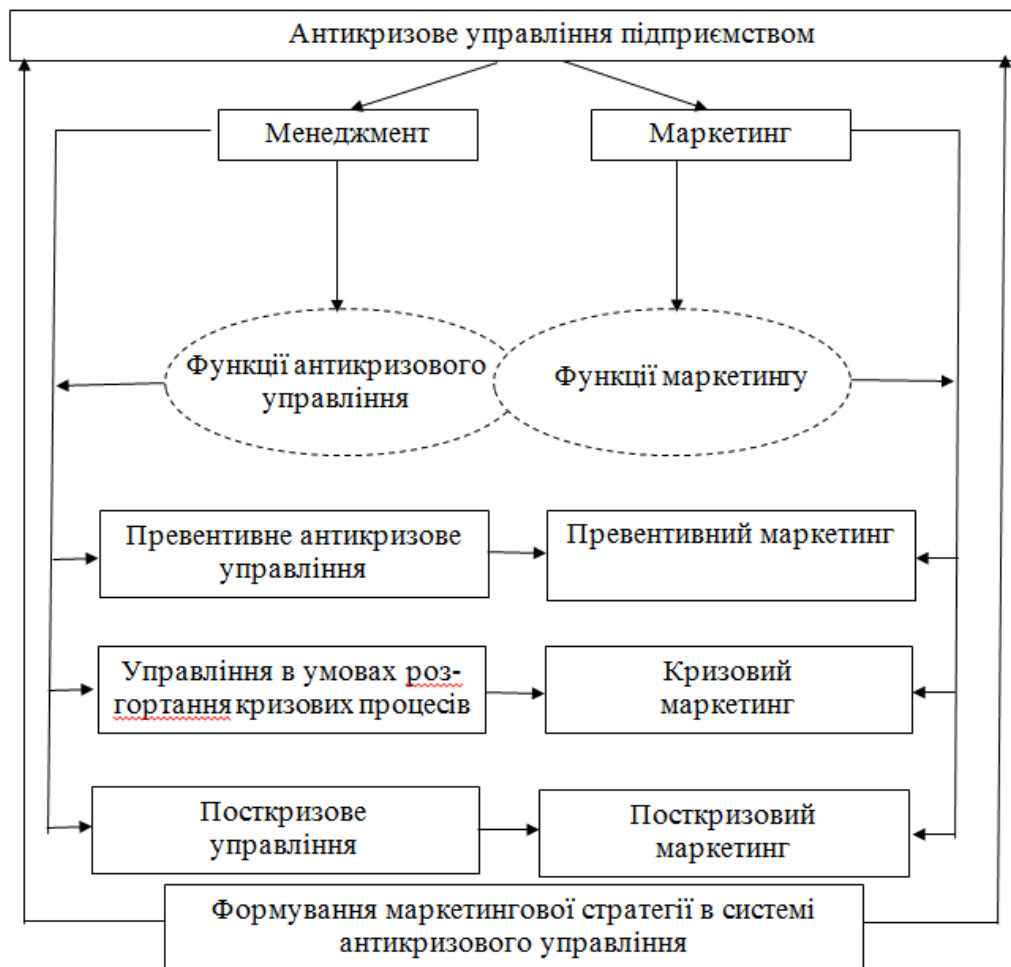 Антикризове управління підприємством
Менеджмент
Маркетинг
Функції антикризового
управління
Функції маркетингу
Превентивне антикризове
управління
Превентивний маркетинг
Управління в умовах роз-
гортання кризових процесів
Кризовий
маркетинг
Посткризове
управління
Посткризовий
маркетинг
Формування маркетингової стратегії в системі
антикризового управління